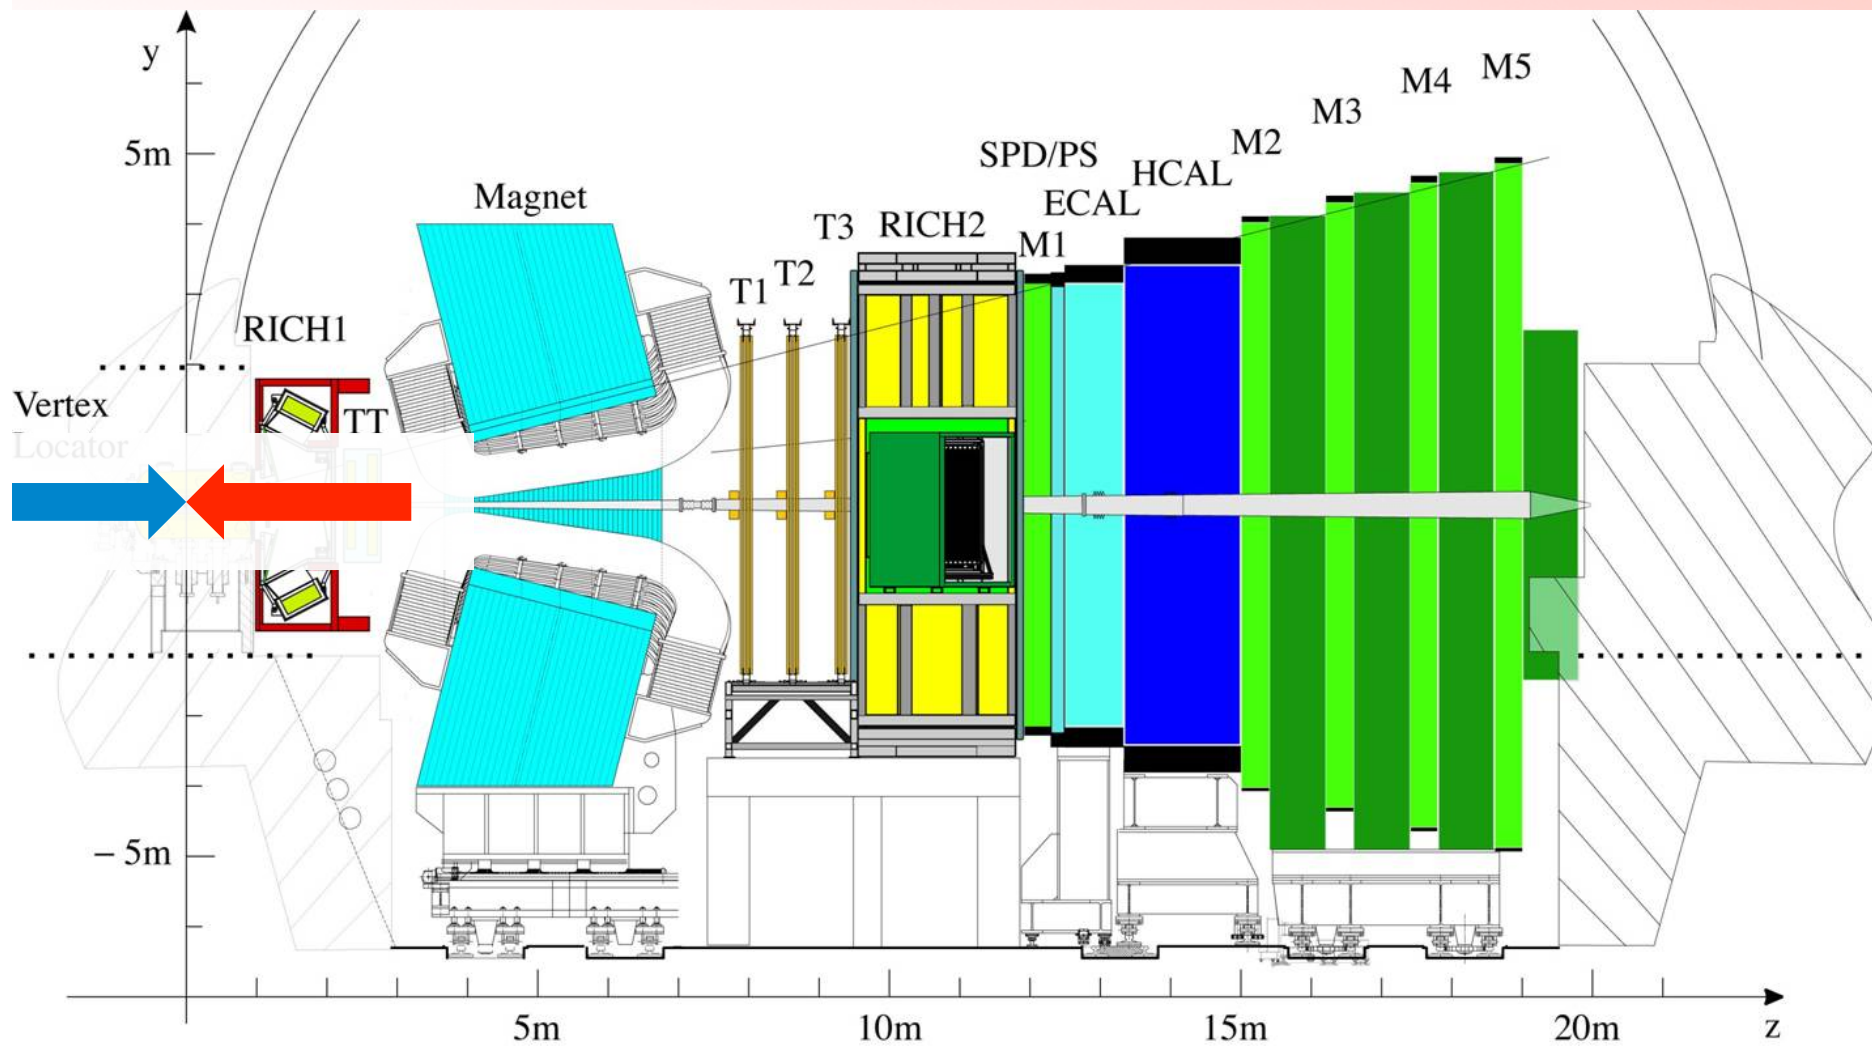 y
5m
Magnet
RICH1
Vertex
Locator
TT
T1
T2
T3
RICH2
M1
SPD/PS
ECAL
HCAL
M2
M3
M4
M5
– 5m
5m
10m
15m
20m
z